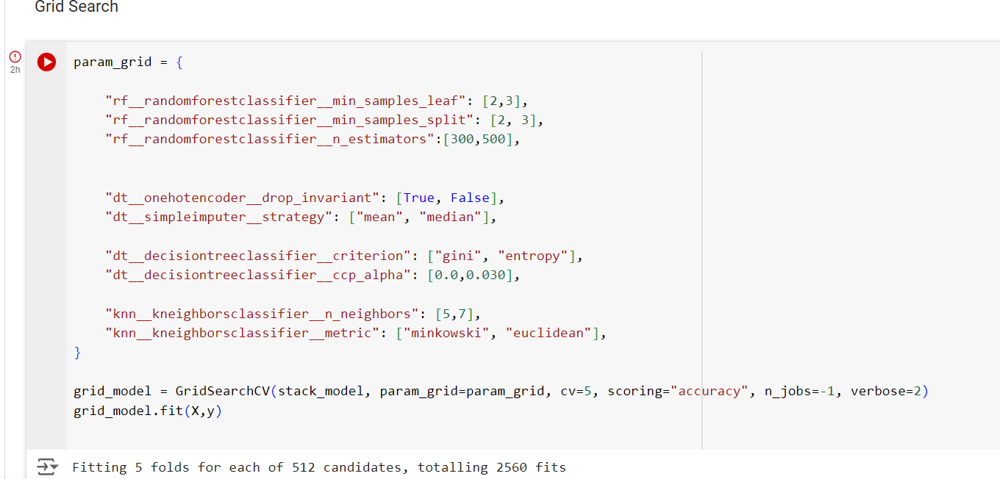 Grid Search
2h
param_grid = {
"rf__randomforestclassifier__min_samples_leaf": [2,3],
"rf__randomforestclassifier__min_samples_split": [2, 3],
"rf__randomforestclassifier__n_estimators":[300,500],
"dt__onehotencoder__drop_invariant": [True, False],
"dt__simpleimputer__strategy": ["mean", "median"],
"dt__decisiontreeclassifier__criterion": ["gini", "entropy"],
"dt__decisiontreeclassifier__ccp_alpha": [0.0,0.030],
"knn__kneighborsclassifier__n_neighbors": [5,7],
"knn__kneighborsclassifier__metric": ["minkowski", "euclidean"],
}
grid_model = GridSearchCV(stack_model, param_grid=param_grid, cv=5, scoring="accuracy", n_jobs=-1, verbose=2)
grid_model.fit(X,y)
Fitting 5 folds for each of 512 candidates, totalling 2560 fits